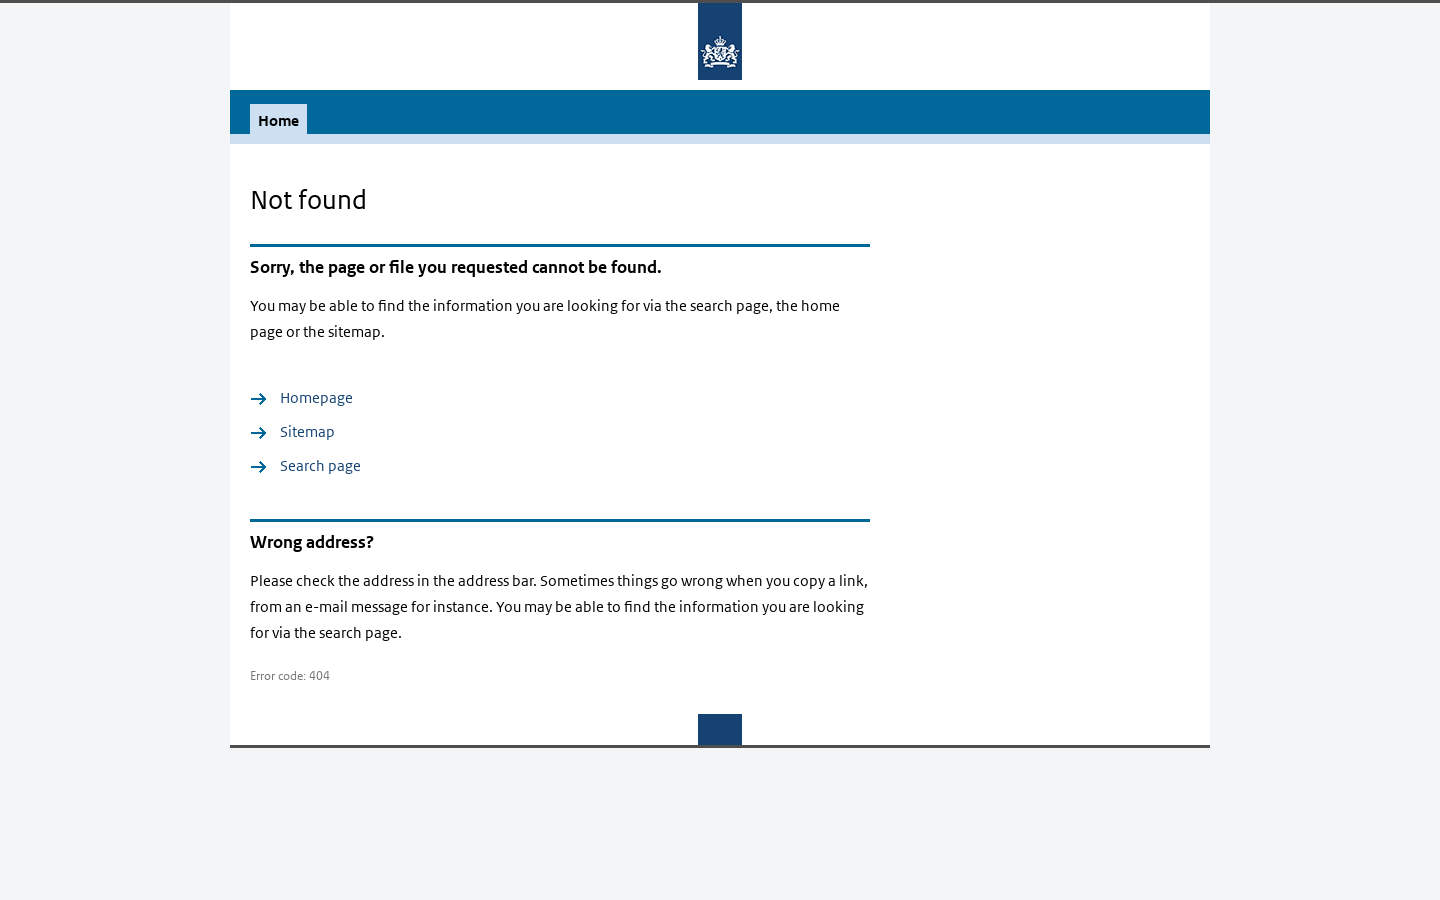 Home
Not found
Sorry, the page or file you requested cannot be found.
You may be able to find the information you are looking for via the search page, the home
page or the sitemap.
Homepage
Sitemap
Search page
Wrong address?
Please check the address in the address bar. Sometimes things go wrong when you copy a link,
from an e-mail message for instance. You may be able to find the information you are looking
for via the search page.
Error code: 404